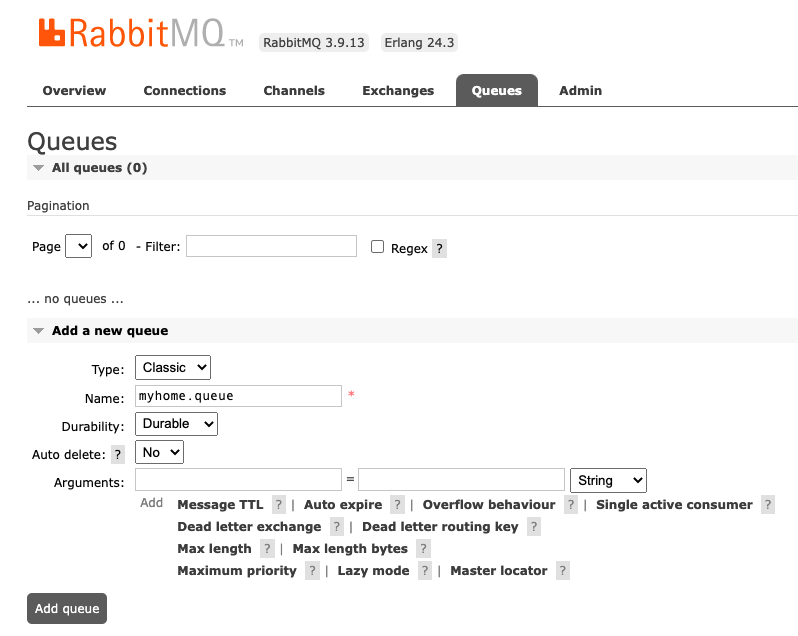 RabbitMQ TM RabbitMQ 3.9.13 Erlang 24.3
Overview Connections Channels Exchanges Queues Admin
Queues
All queues (0)
Pagination
Page of 0 - Filter: Regex ?
... no queues ...
Add a new queue
Type: Classic
Name: myhome.queue *
Durability: Durable
Auto delete: ? No
Arguments: = String
Add Message TTL ? | Auto expire ? | Overflow behaviour ? | Single active consumer ?
Dead letter exchange ? | Dead letter routing key ?
Max length ? | Max length bytes ?
Maximum priority ? | Lazy mode ? | Master locator ?
Add queue